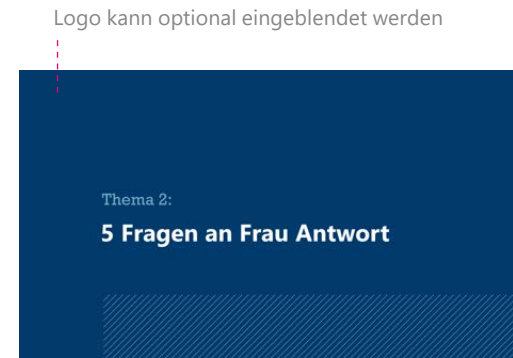 Logo kann optional eingeblendet werden
Thema 2:
5 Fragen an Frau Antwort